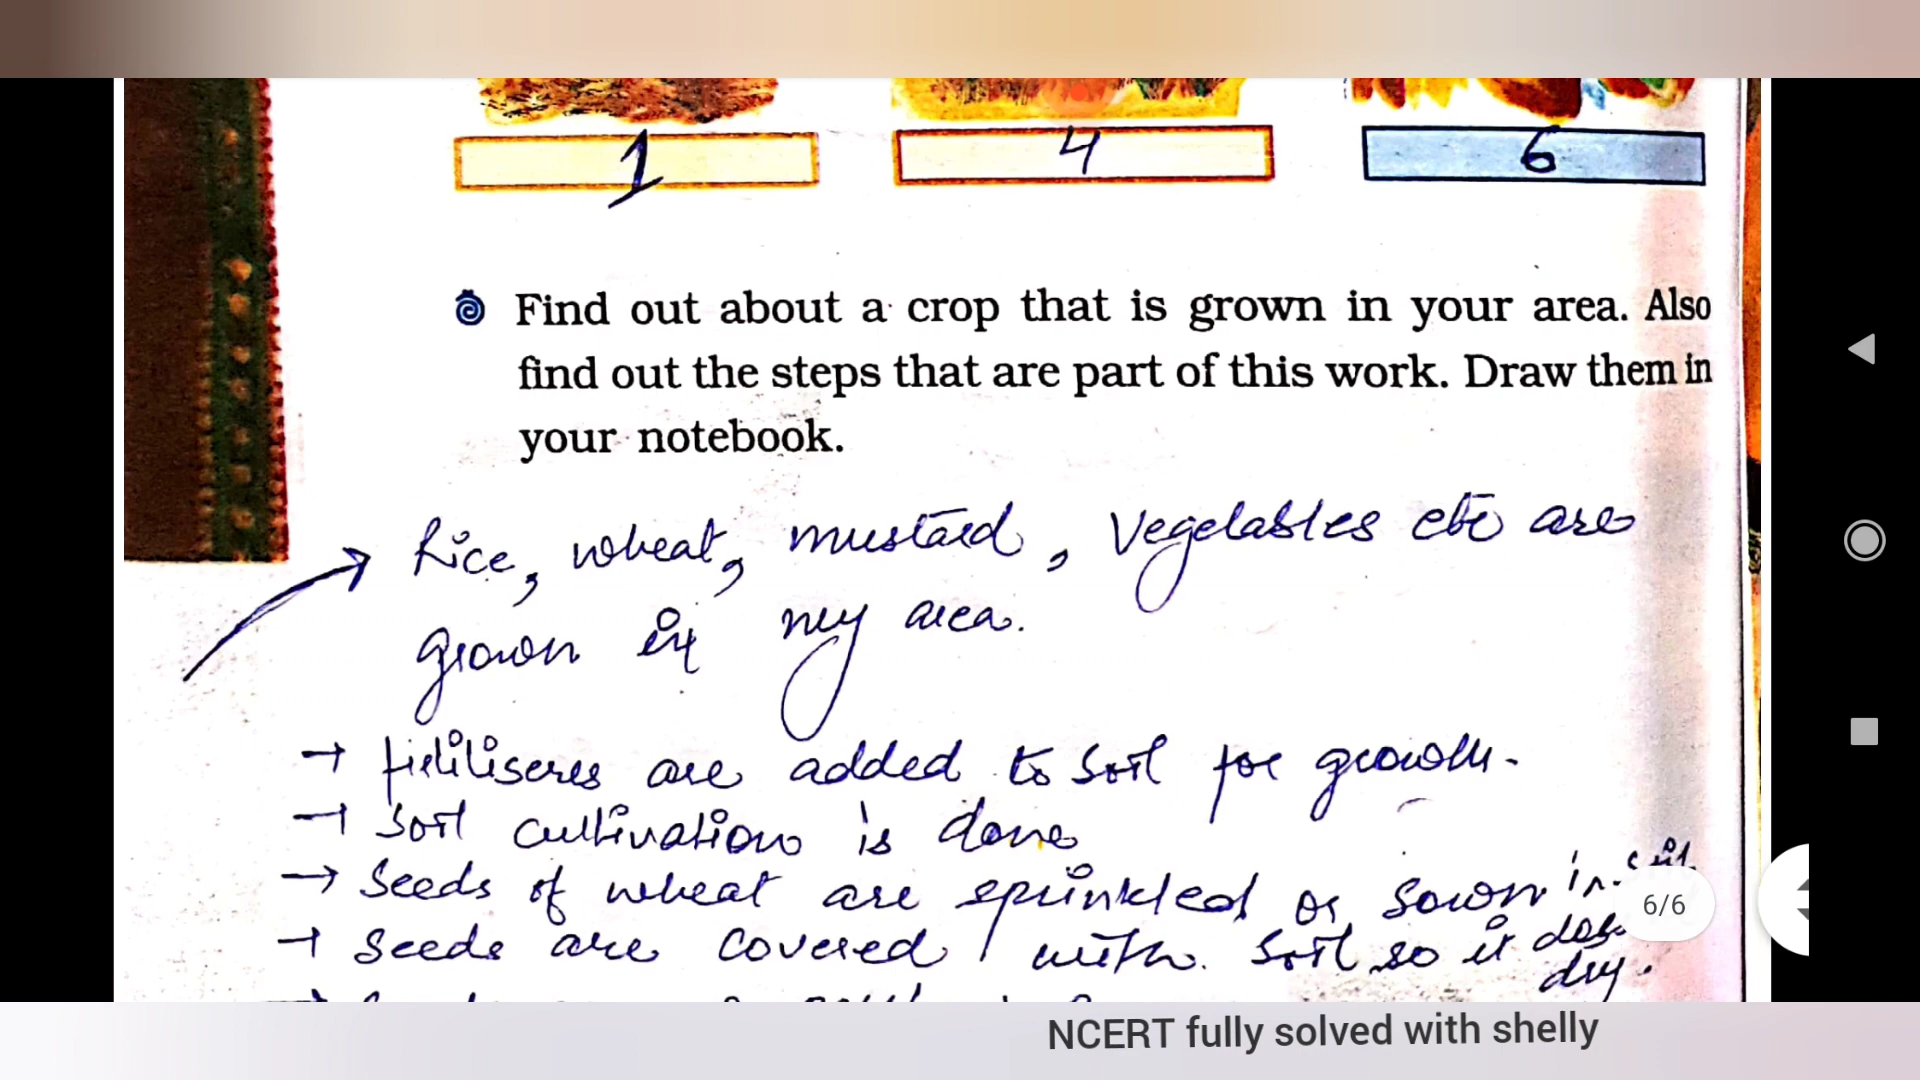 1 4 6
Find out about a crop that is grown in your area. Also
find out the steps that are part of this work. Draw them in
your notebook.
Rice, wheat, mustard, Vegetables etc are
grown in my area.
→ fertilisers are added to soil for growth.
→ Soil cultivation is done
→ Seeds of wheat are sprinkled or sown in
→ Seeds are covered with soil so it
dry.
6/6
NCERT fully solved with shelly